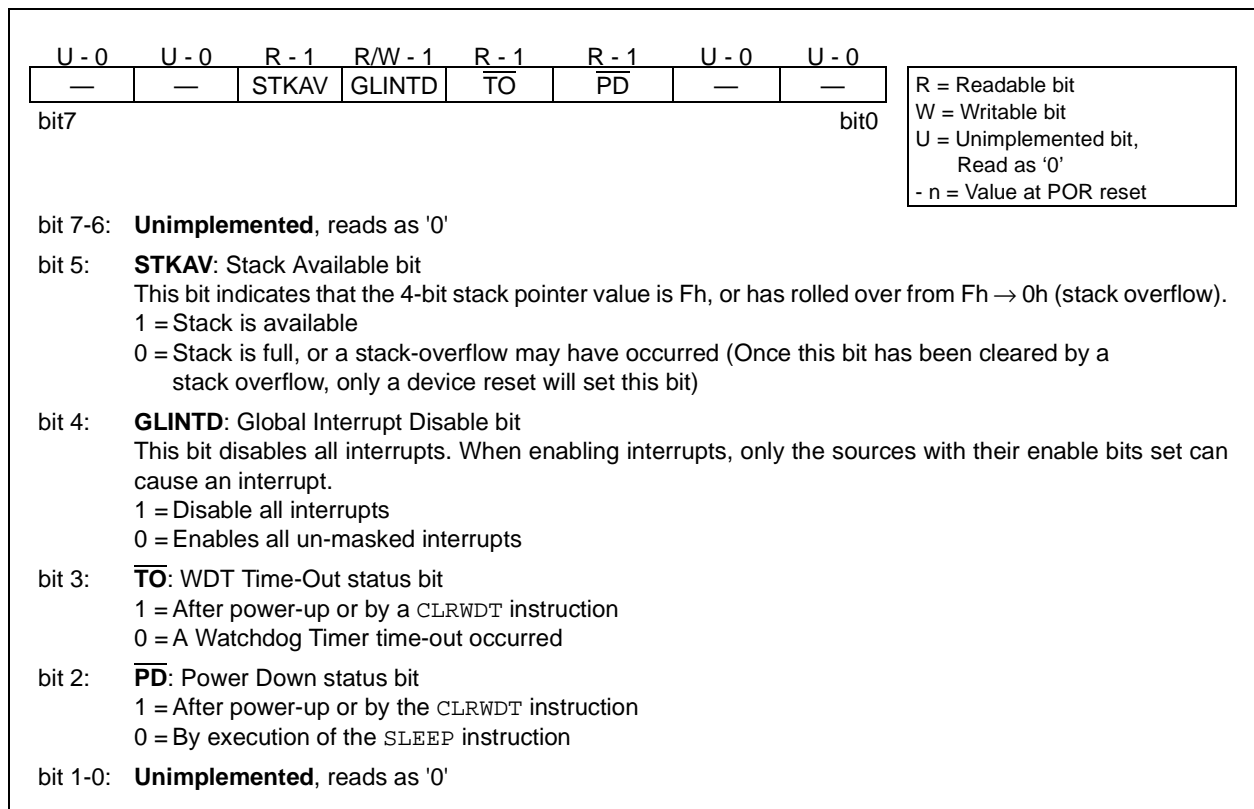 U - 0 U - 0 R - 1 R/W - 1 R - 1 R - 1 U - 0 U - 0
— — STKAV GLINTD T̅O̅ P̅D̅ — —
bit7 bit0
R = Readable bit
W = Writable bit
U = Unimplemented bit,
Read as ‘0’
- n = Value at POR reset
bit 7-6: Unimplemented, reads as '0'
bit 5: STKAV: Stack Available bit
This bit indicates that the 4-bit stack pointer value is Fh, or has rolled over from Fh → 0h (stack overflow).
1 = Stack is available
0 = Stack is full, or a stack-overflow may have occurred (Once this bit has been cleared by a
stack overflow, only a device reset will set this bit)
bit 4: GLINTD: Global Interrupt Disable bit
This bit disables all interrupts. When enabling interrupts, only the sources with their enable bits set can
cause an interrupt.
1 = Disable all interrupts
0 = Enables all un-masked interrupts
bit 3: T̅O̅: WDT Time-Out status bit
1 = After power-up or by a CLRWDT instruction
0 = A Watchdog Timer time-out occurred
bit 2: P̅D̅: Power Down status bit
1 = After power-up or by the CLRWDT instruction
0 = By execution of the SLEEP instruction
bit 1-0: Unimplemented, reads as '0'